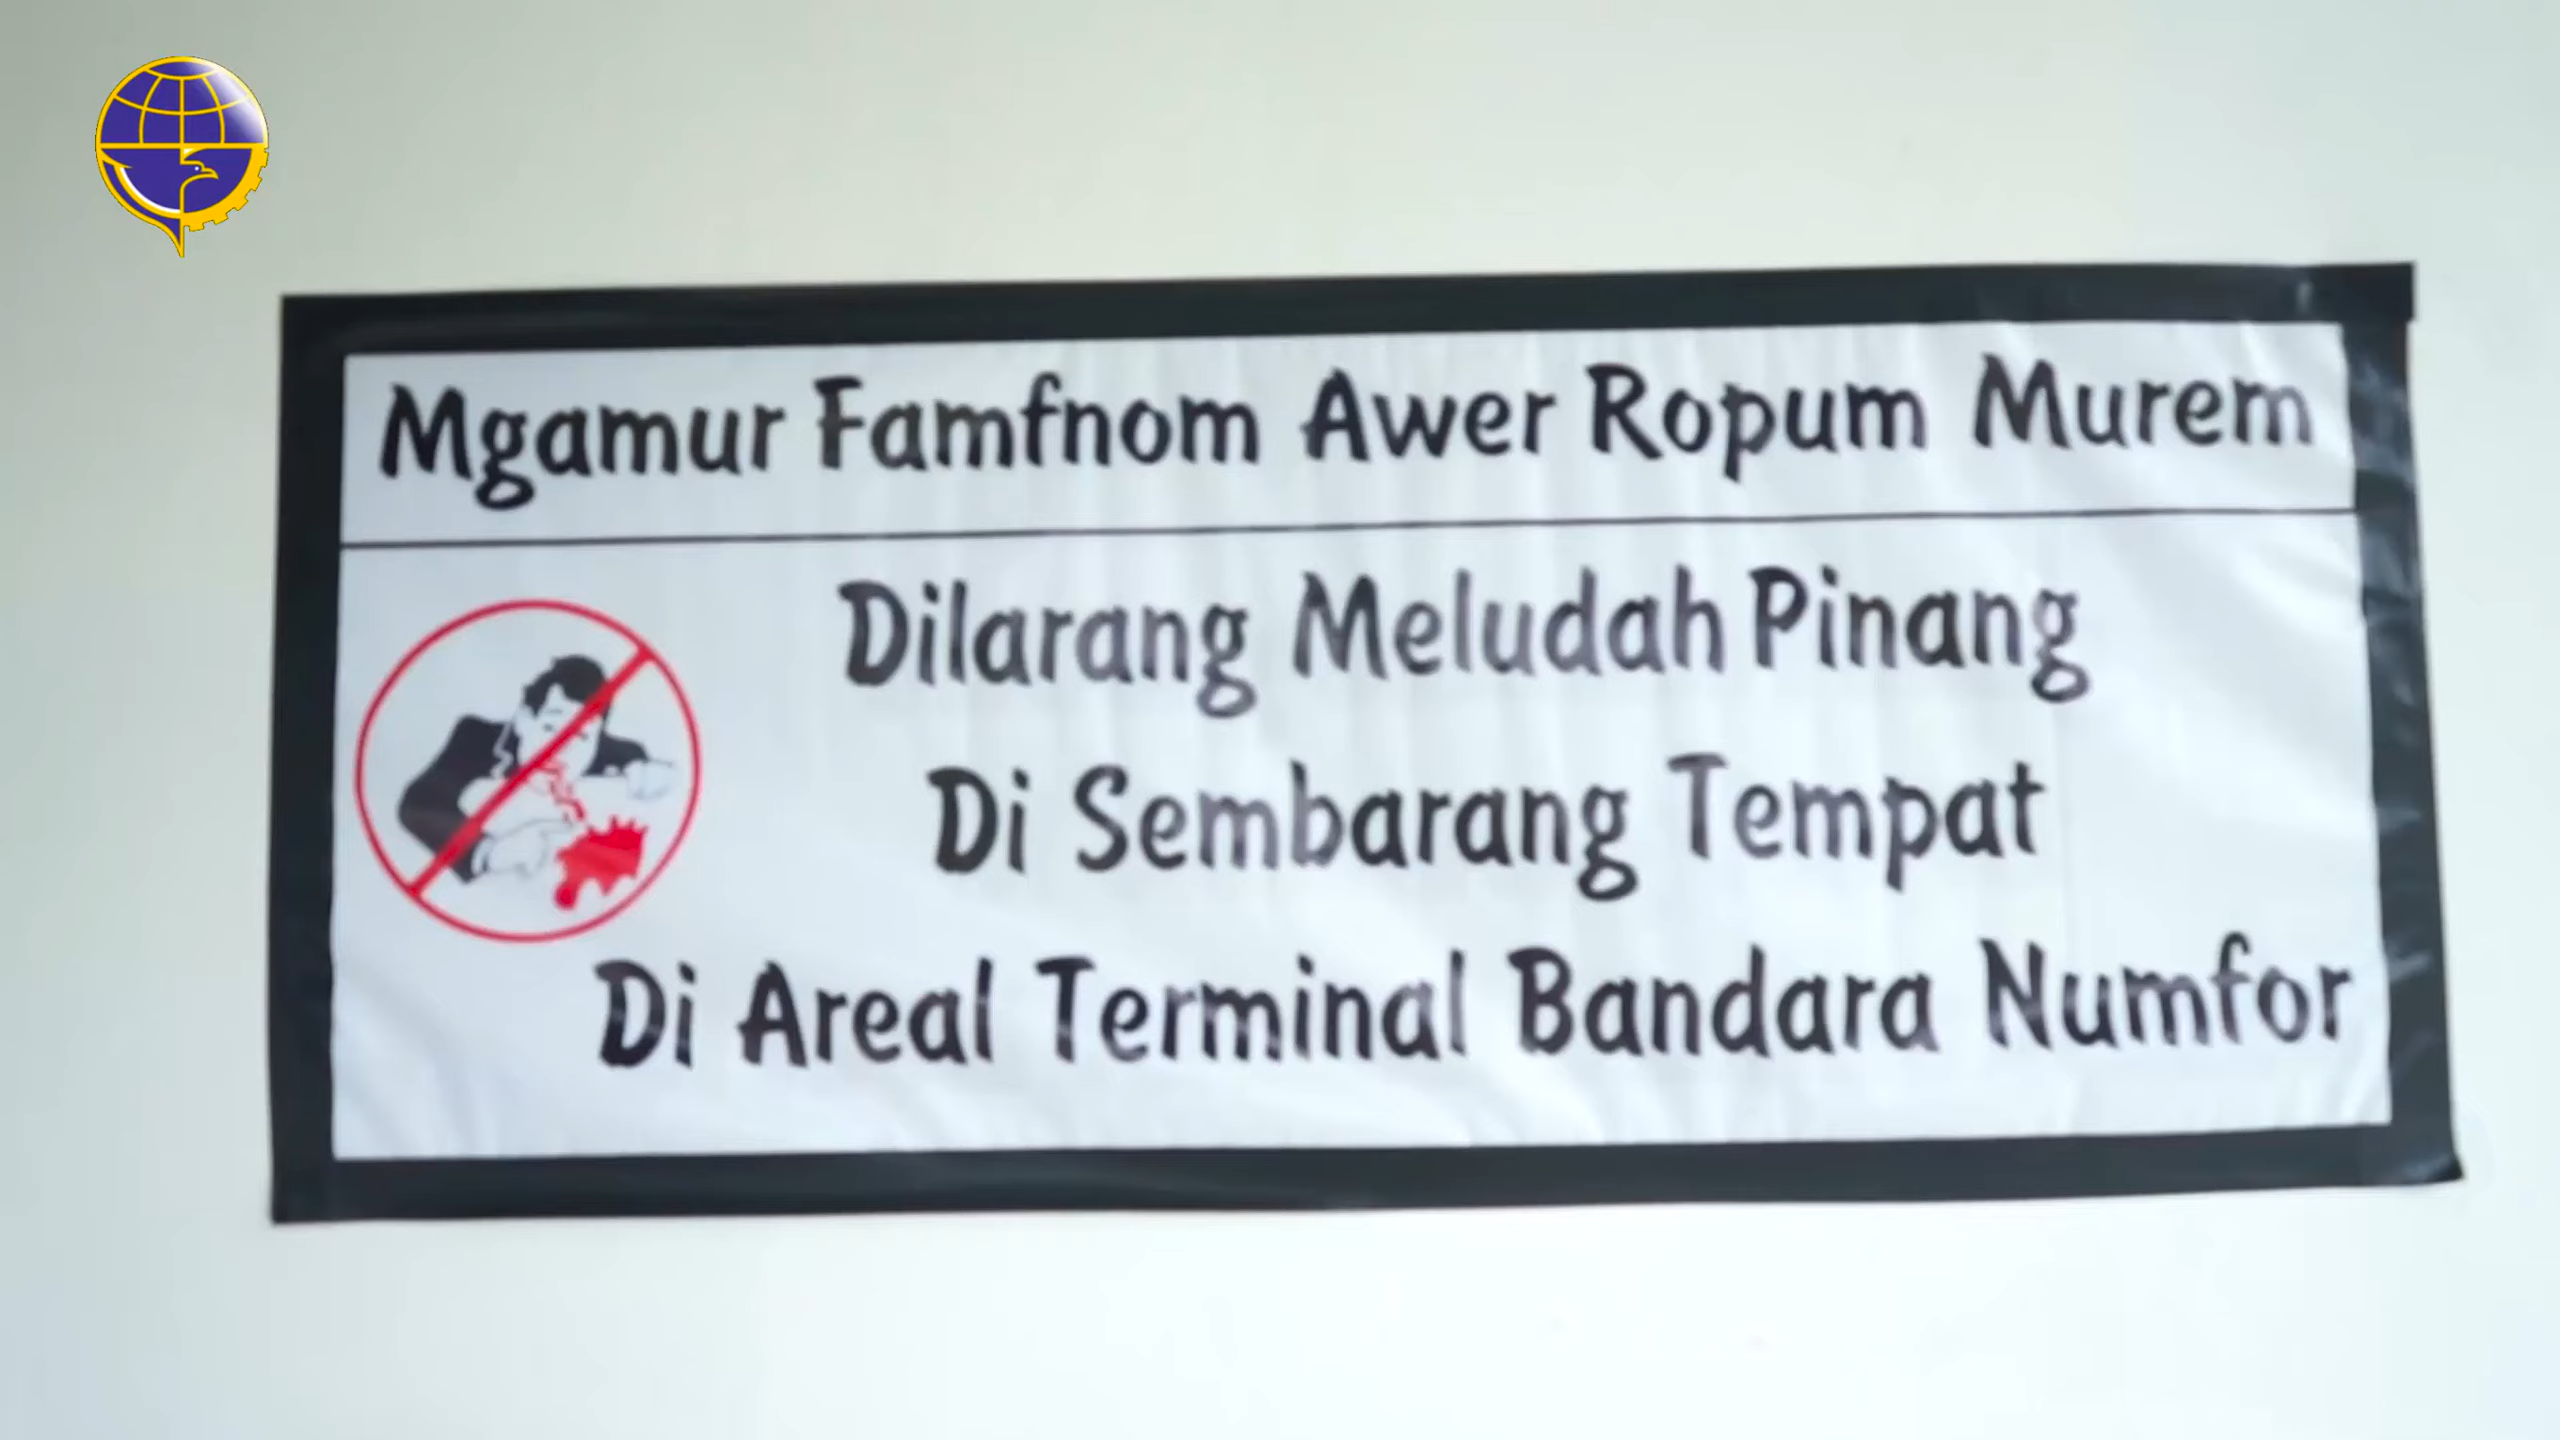 Mgamur Famfnom Awer Ropum Murem
Dilarang Meludah Pinang
Di Sembarang Tempat
Di Areal Terminal Bandara Numfor